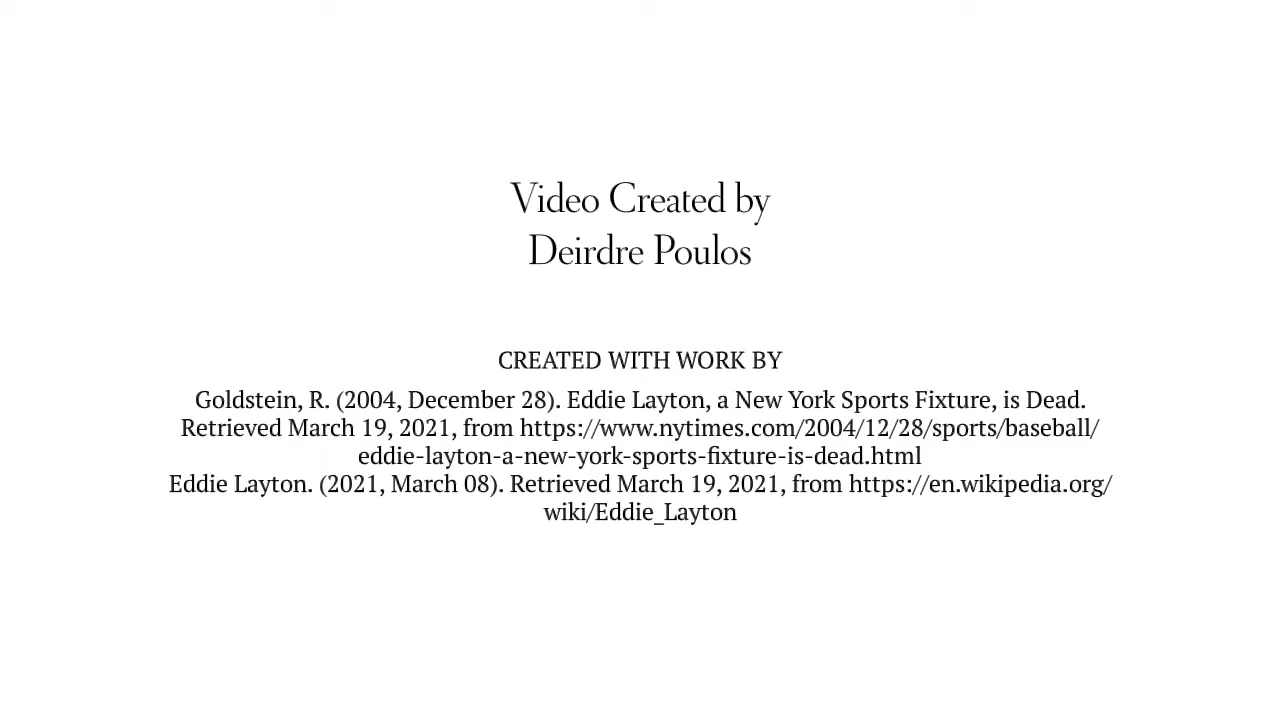 Video Created by
Deirdre Poulos
CREATED WITH WORK BY
Goldstein, R. (2004, December 28). Eddie Layton, a New York Sports Fixture, is Dead.
Retrieved March 19, 2021, from https://www.nytimes.com/2004/12/28/sports/baseball/
eddie-layton-a-new-york-sports-fixture-is-dead.html
Eddie Layton. (2021, March 08). Retrieved March 19, 2021, from https://en.wikipedia.org/
wiki/Eddie_Layton